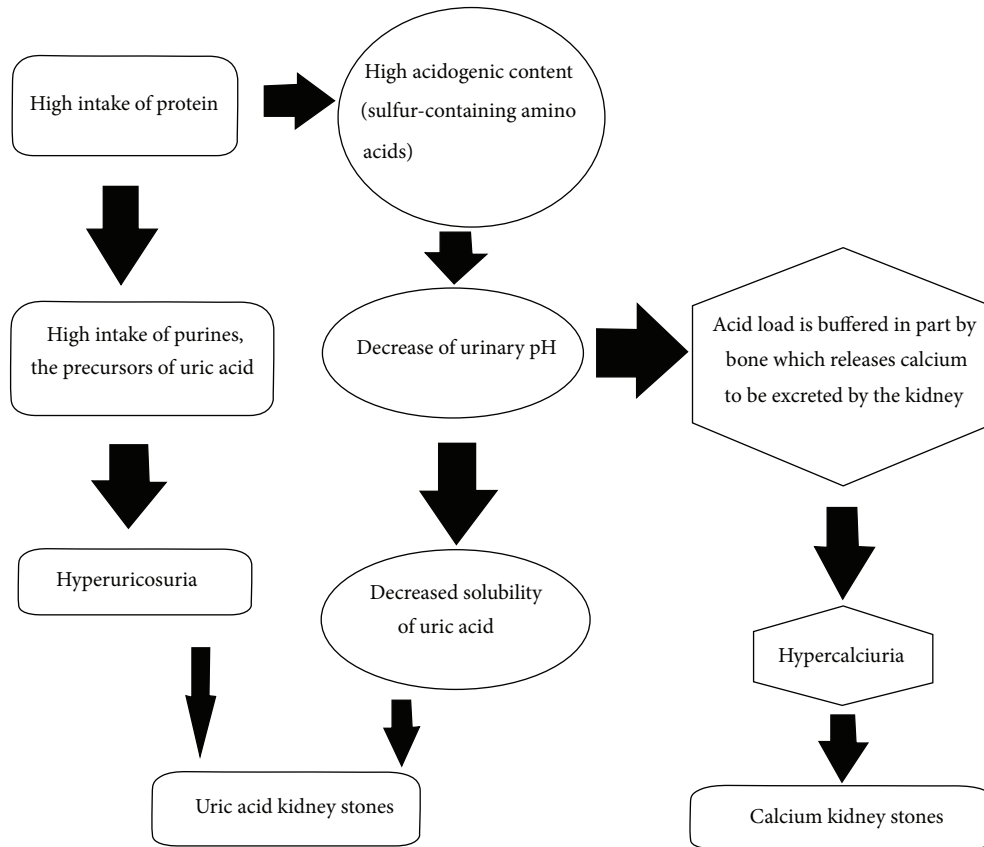 High intake of protein
High acidogenic content
(sulfur-containing amino
acids)
High intake of purines,
the precursors of uric acid
Decrease of urinary pH
Acid load is buffered in part by
bone which releases calcium
to be excreted by the kidney
Hyperuricosuria
Decreased solubility
of uric acid
Hypercalciuria
Uric acid kidney stones
Calcium kidney stones